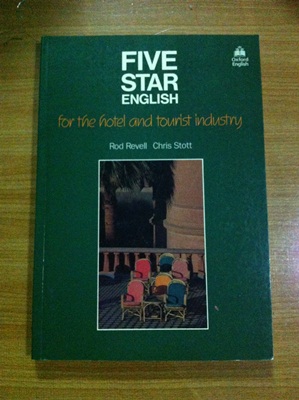 FIVE
STAR
ENGLISH
Oxford
English
for the hotel and tourist industry
Rod Revell Chris Stott